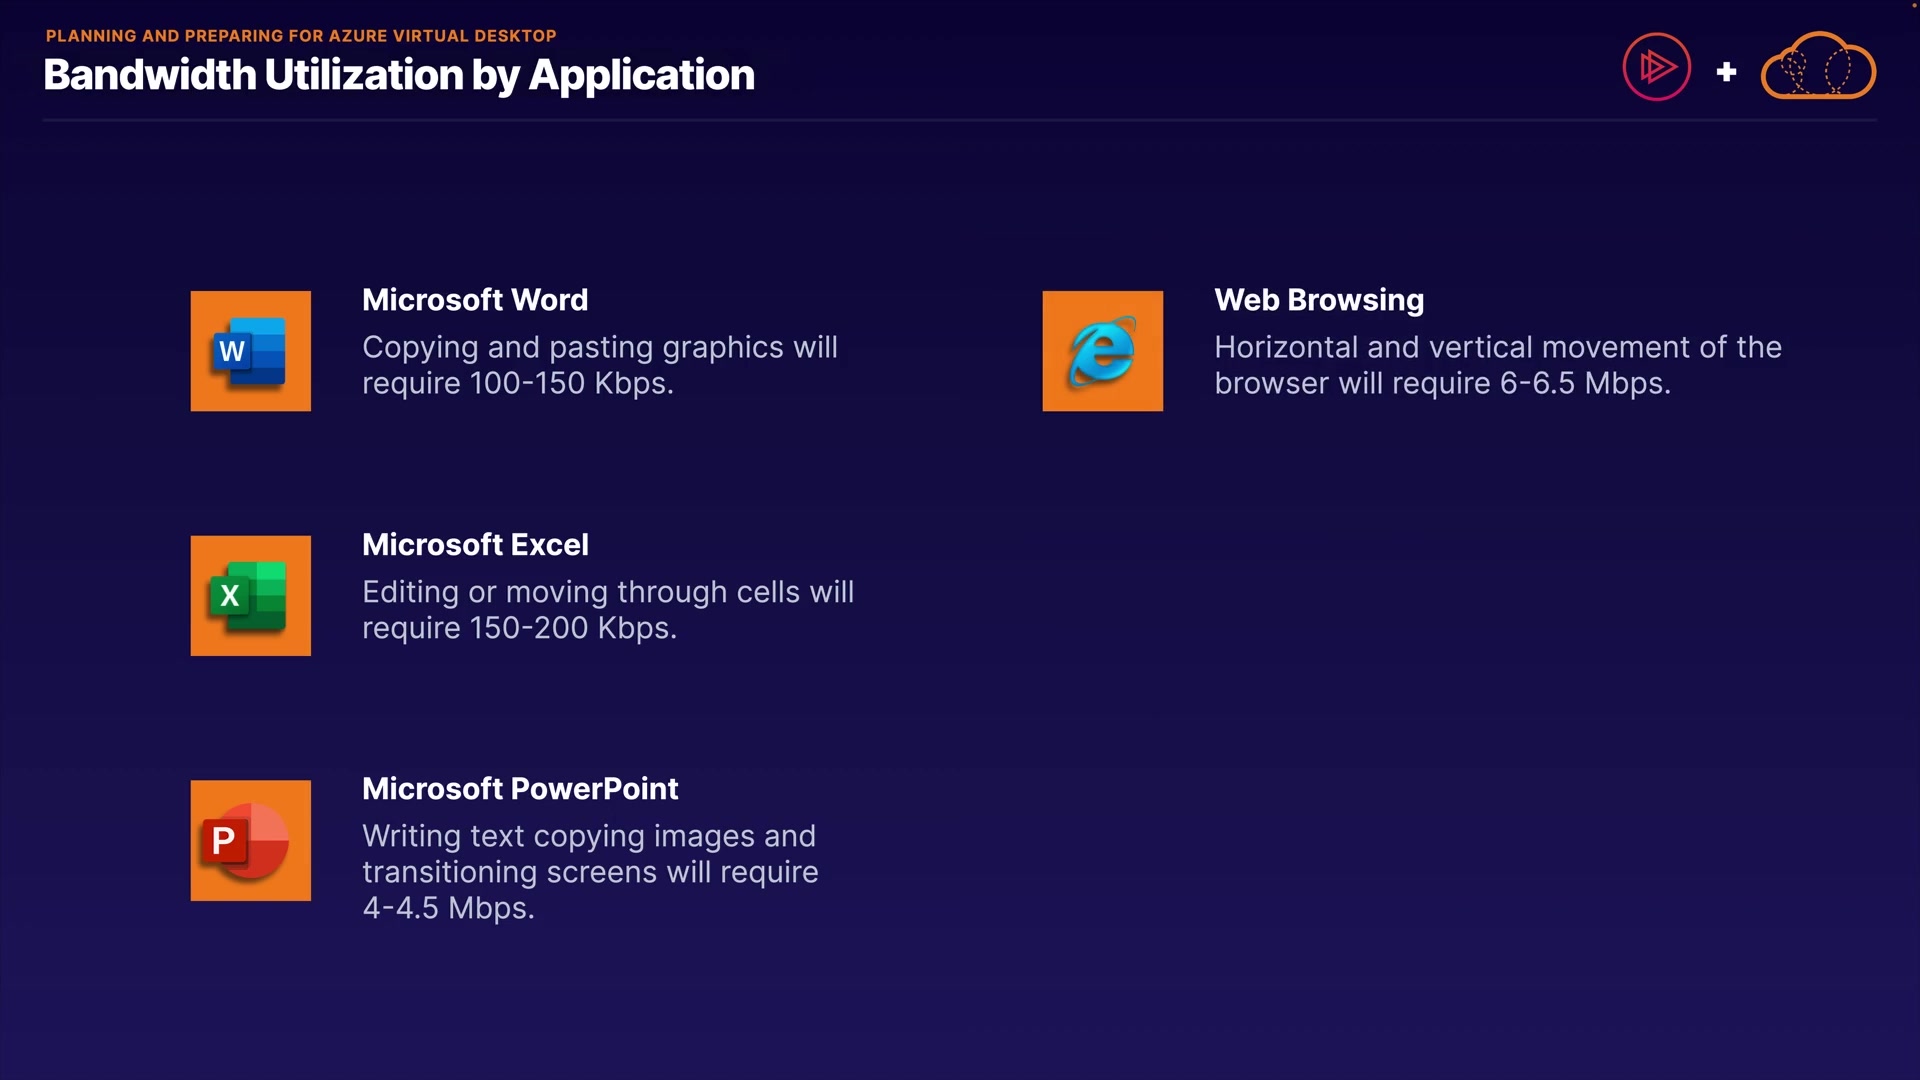 PLANNING AND PREPARING FOR AZURE VIRTUAL DESKTOP
Bandwidth Utilization by Application
W
Microsoft Word
Copying and pasting graphics will
require 100-150 Kbps.
Web Browsing
Horizontal and vertical movement of the
browser will require 6-6.5 Mbps.
X
Microsoft Excel
Editing or moving through cells will
require 150-200 Kbps.
P
Microsoft PowerPoint
Writing text copying images and
transitioning screens will require
4-4.5 Mbps.